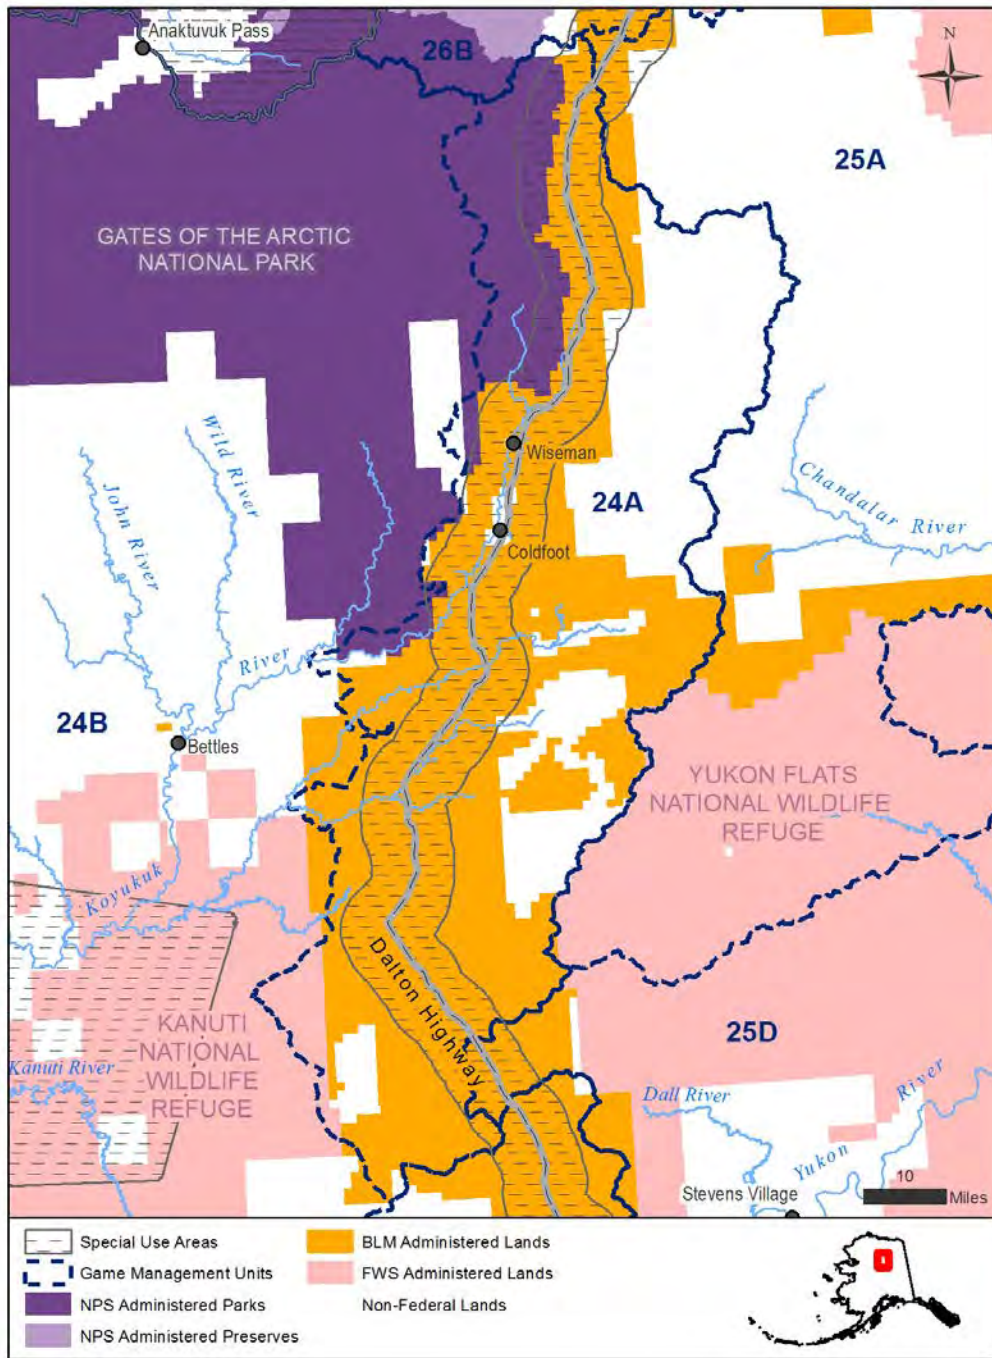 Anaktuvuk Pass
26B
N
25A
GATES OF THE ARCTIC
NATIONAL PARK
Wild River
John River
Wiseman
24A
Chandalar River
Coldfoot
River
24B
Bettles
YUKON FLATS
NATIONAL WILDLIFE
REFUGE
Koyukuk
Dalton Highway
KANUTI
NATIONAL
WILDLIFE
REFUGE
Kanuti River
25D
Dall River
Yukon
River
Stevens Village
10
Miles
Special Use Areas
Game Management Units
NPS Administered Parks
NPS Administered Preserves
BLM Administered Lands
FWS Administered Lands
Non-Federal Lands